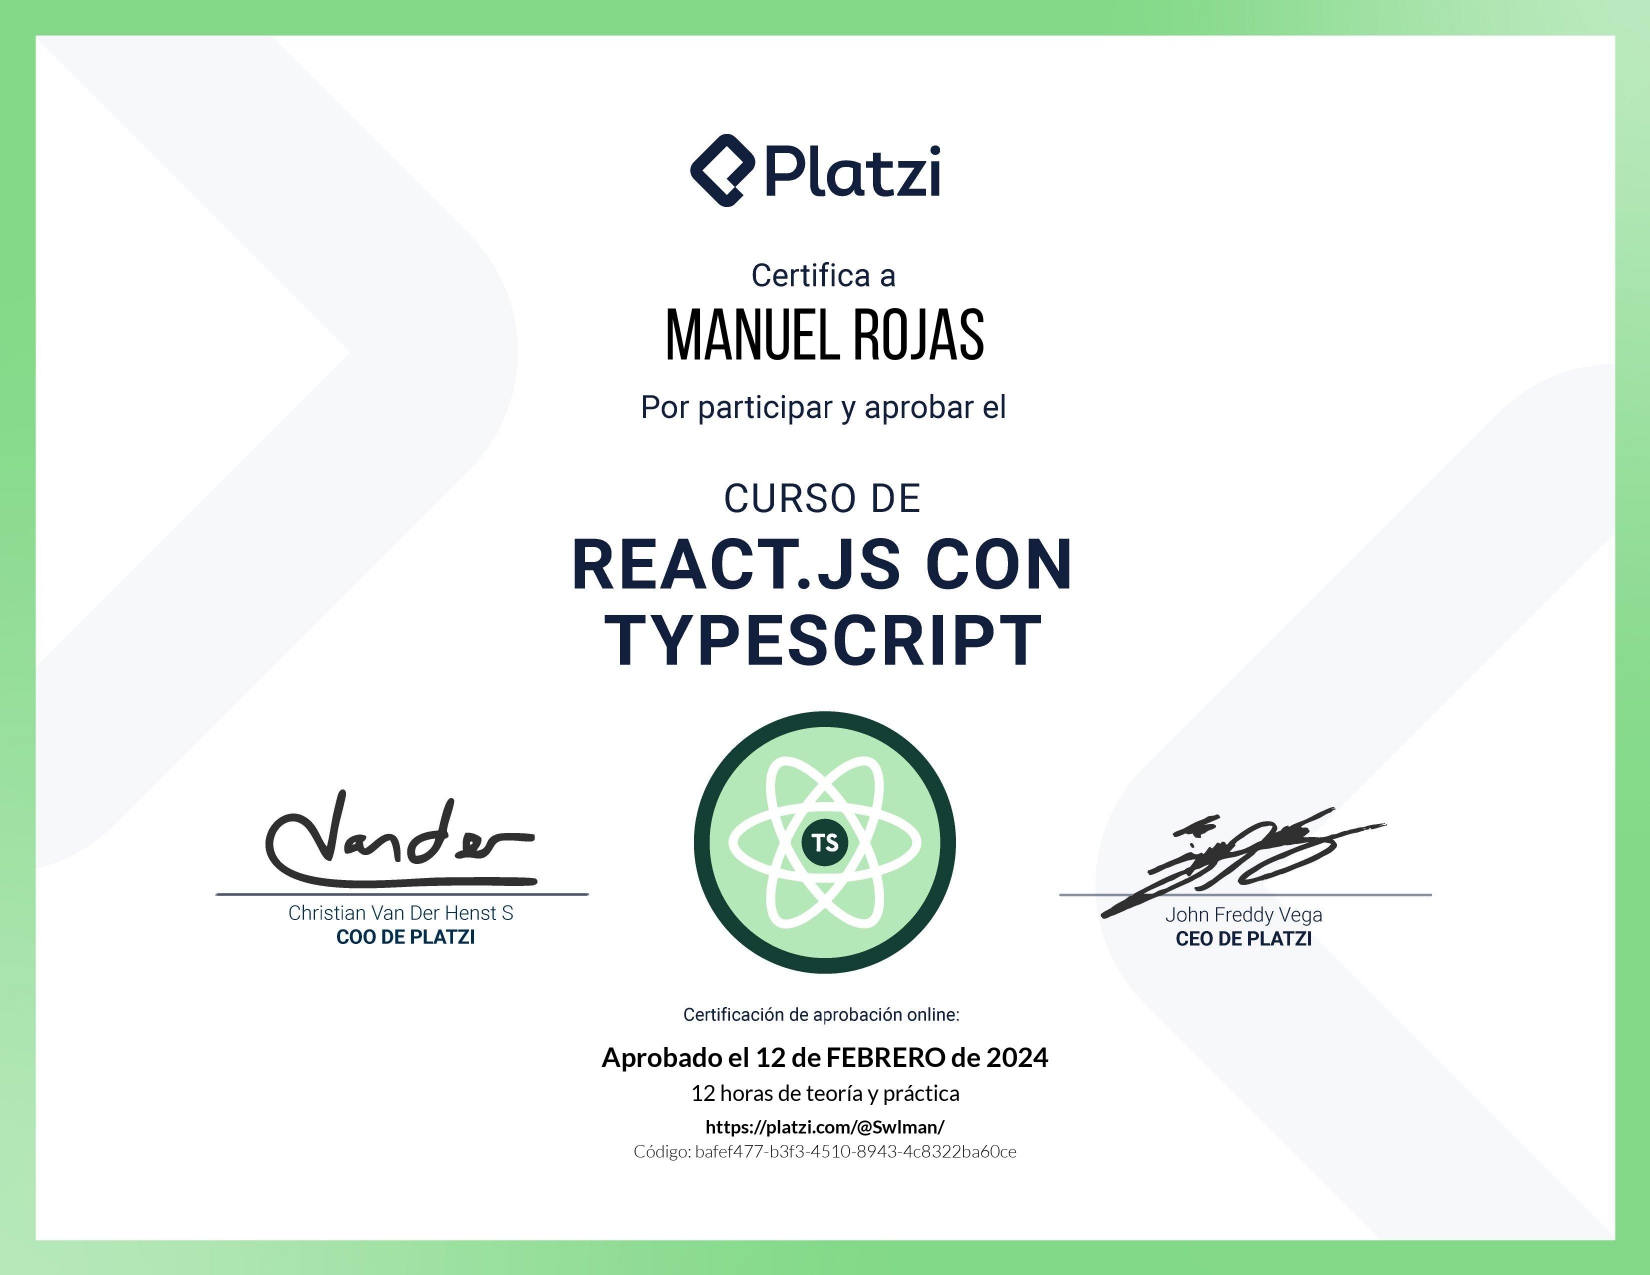 Platzi
Certifica a
MANUEL ROJAS
Por participar y aprobar el
CURSO DE
REACT.JS CON
TYPESCRIPT
TS
Vander
Christian Van Der Henst S
COO DE PLATZI
John Freddy Vega
CEO DE PLATZI
Certificación de aprobación online:
Aprobado el 12 de FEBRERO de 2024
12 horas de teoría y práctica
https://platzi.com/@Swlman/
Código: bafef477-b3f3-4510-8943-4c8322ba60ce